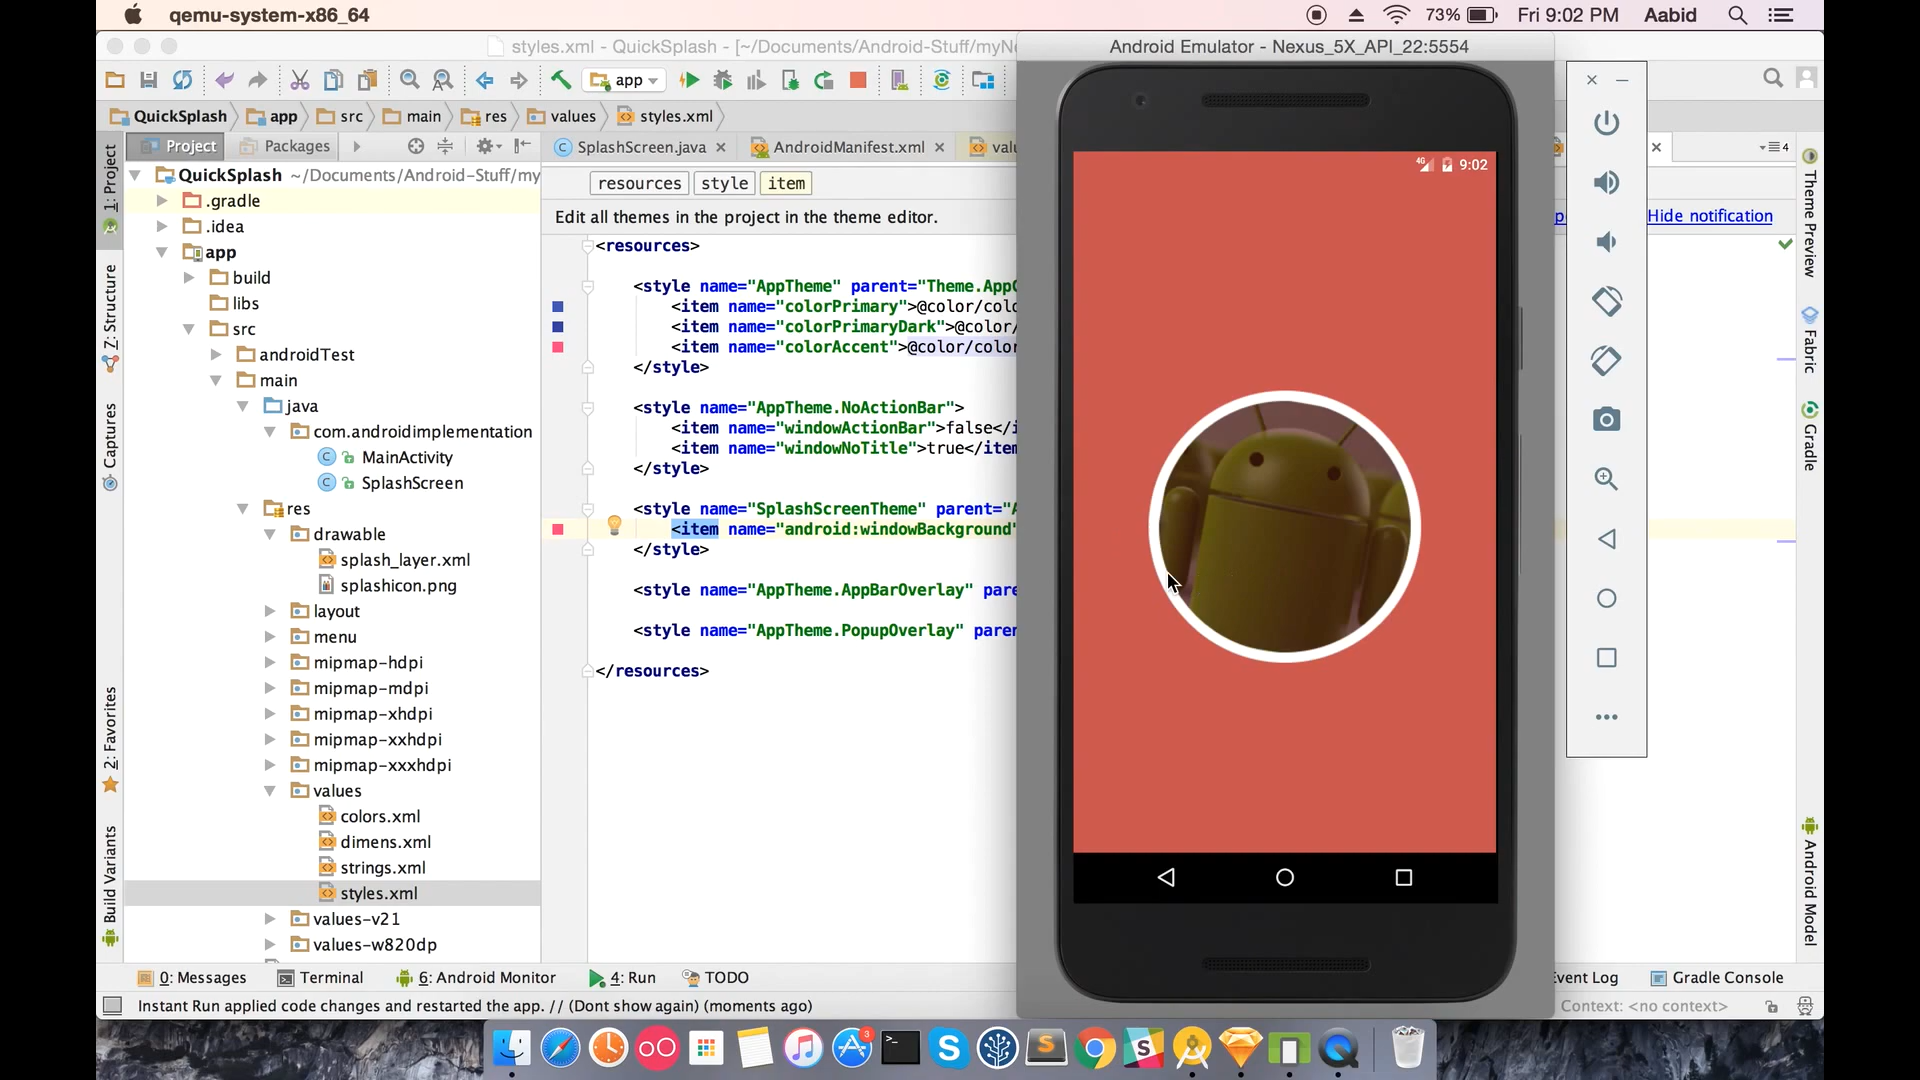 qemu-system-x86_64
73%
Fri 9:02 PM
Aabid
styles.xml - QuickSplash - [~/Documents/Android-Stuff/myNe
Android Emulator - Nexus_5X_API_22:5554
app
QuickSplash
app
src
main
res
values
styles.xml
Project
Packages
SplashScreen.java
AndroidManifest.xml
valu
4
1: Project
Z: Structure
Captures
2: Favorites
Build Variants
QuickSplash ~/Documents/Android-Stuff/my
.gradle
.idea
app
build
libs
src
androidTest
main
java
com.androidimplementation
MainActivity
SplashScreen
res
drawable
splash_layer.xml
splashicon.png
layout
menu
mipmap-hdpi
mipmap-mdpi
mipmap-xhdpi
mipmap-xxhdpi
mipmap-xxxhdpi
values
colors.xml
dimens.xml
strings.xml
styles.xml
values-v21
values-w820dp
resources
style
item
Edit all themes in the project in the theme editor.
Hide notification
<resources>
<style name="AppTheme" parent="Theme.AppC
<item name="colorPrimary">@color/colo
<item name="colorPrimaryDark">@color/
<item name="colorAccent">@color/color
</style>
<style name="AppTheme.NoActionBar">
<item name="windowActionBar">false</i
<item name="windowNoTitle">true</item
</style>
<style name="SplashScreenTheme" parent="A
<item name="android:windowBackground"
</style>
<style name="AppTheme.AppBarOverlay" pare
<style name="AppTheme.PopupOverlay" paren
</resources>
4G
9:02
Theme Preview
Fabric
Gradle
Android Model
0: Messages
Terminal
6: Android Monitor
4: Run
TODO
Event Log
Gradle Console
Instant Run applied code changes and restarted the app. // (Dont show again) (moments ago)
Context: <no context>
3